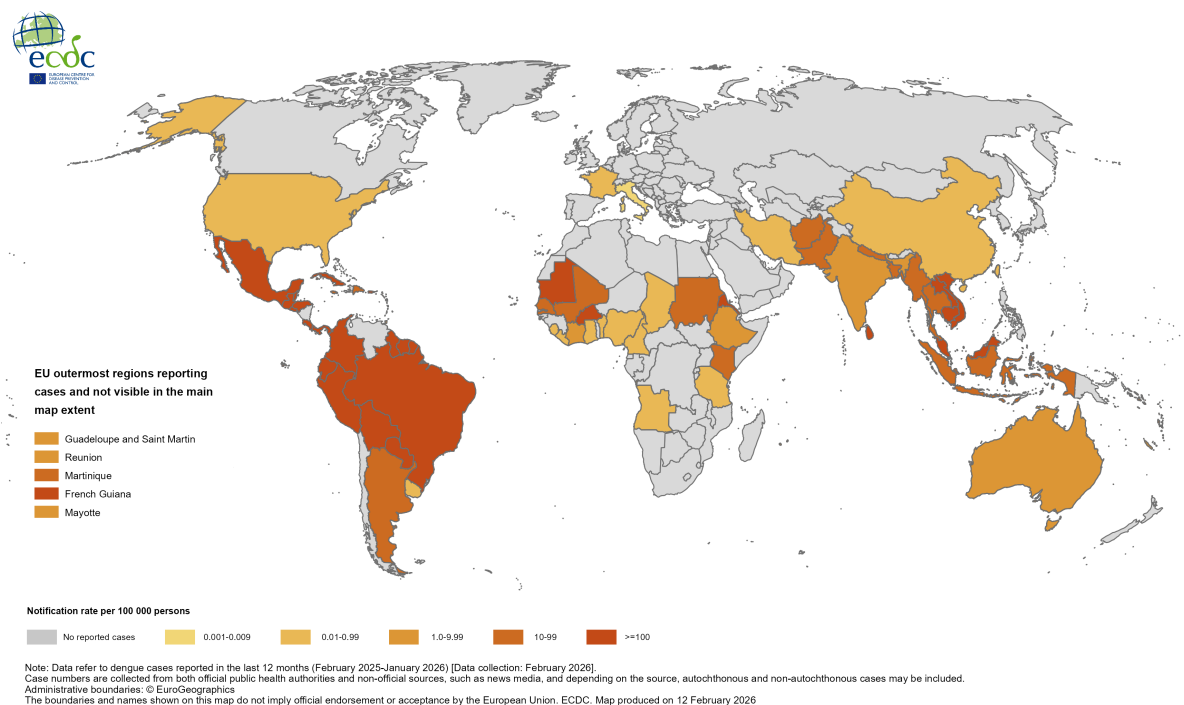 ecdc
EUROPEAN CENTRE FOR
DISEASE PREVENTION
AND CONTROL
EU outermost regions reporting
cases and not visible in the main
map extent
Guadeloupe and Saint Martin
Reunion
Martinique
French Guiana
Mayotte
Notification rate per 100 000 persons
No reported cases
0.001-0.009
0.01-0.99
1.0-9.99
10-99
>=100
Note: Data refer to dengue cases reported in the last 12 months (February 2025-January 2026) [Data collection: February 2026].
Case numbers are collected from both official public health authorities and non-official sources, such as news media, and depending on the source, autochthonous and non-autochthonous cases may be included.
Administrative boundaries: © EuroGeographics
The boundaries and names shown on this map do not imply official endorsement or acceptance by the European Union. ECDC. Map produced on 12 February 2026